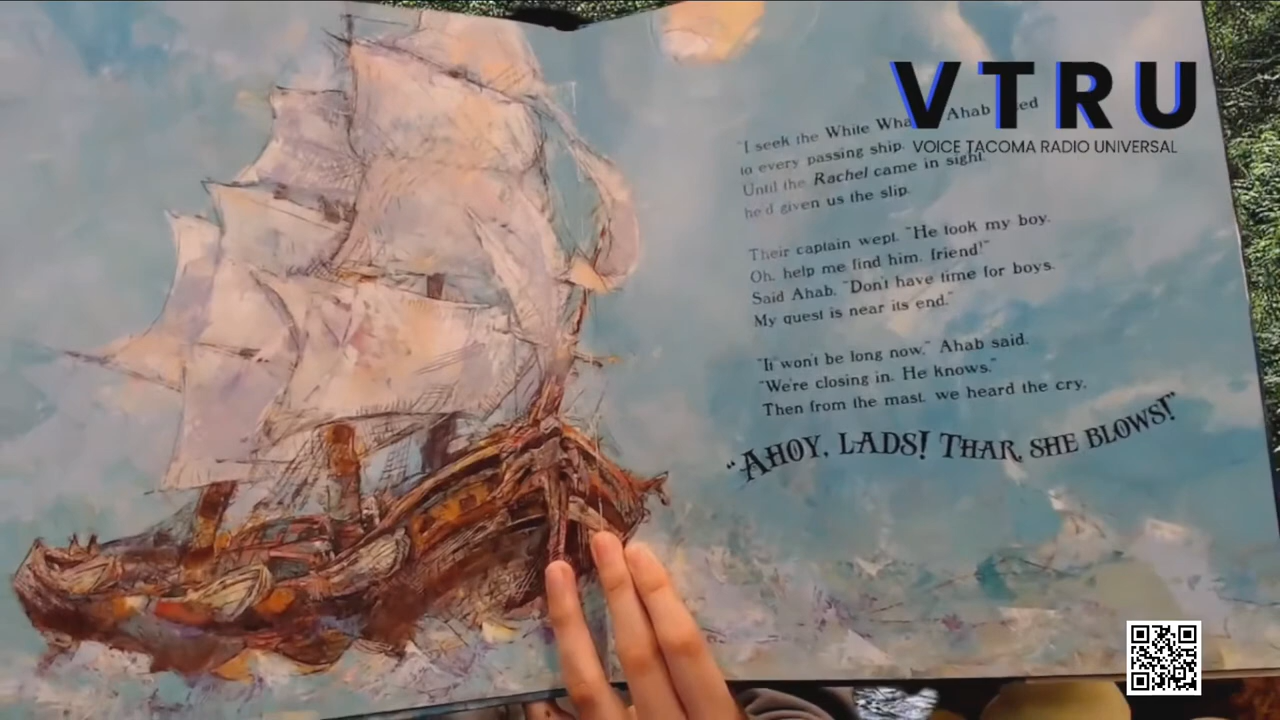 VTRU
VOICE TACOMA RADIO UNIVERSAL
"I seek the White Wha Ahab ed
to every passing ship.
Until the Rachel came in sight.
he'd given us the slip.
Their captain wept. "He took my boy.
Oh, help me find him, friend!"
Said Ahab, "Don't have time for boys.
My quest is near its end."
"It won't be long now," Ahab said.
"We're closing in. He knows."
Then from the mast, we heard the cry,
"AHOY, LADS! THAR SHE BLOWS!"